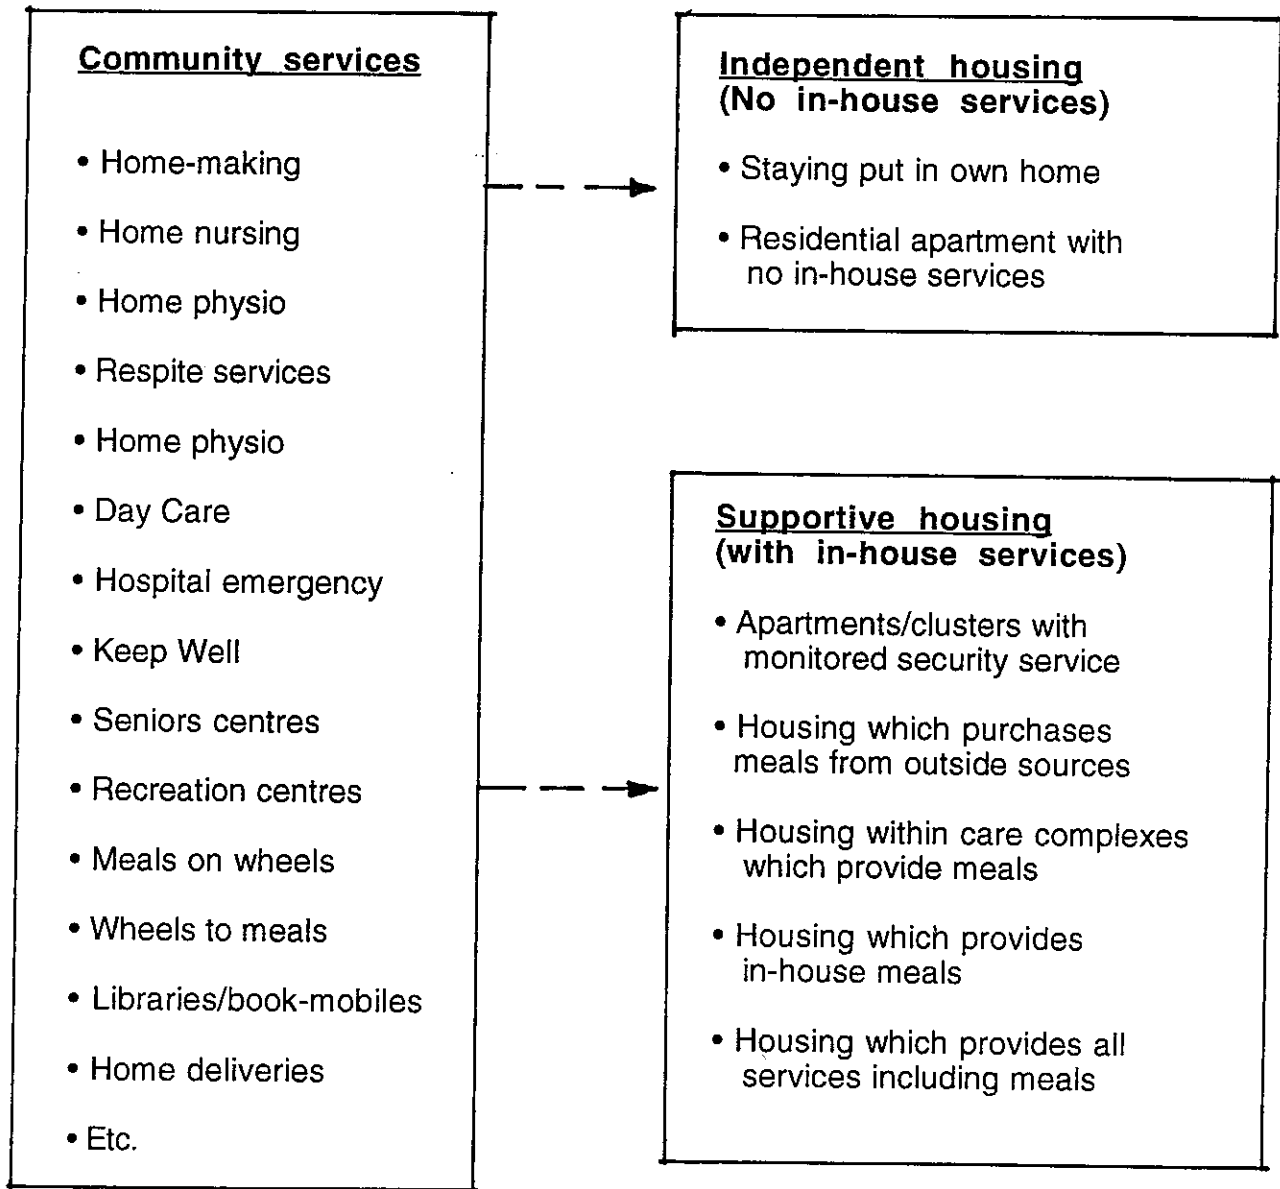 Community services
• Home-making
• Home nursing
• Home physio
• Respite services
• Home physio
• Day Care
• Hospital emergency
• Keep Well
• Seniors centres
• Recreation centres
• Meals on wheels
• Wheels to meals
• Libraries/book-mobiles
• Home deliveries
• Etc.
Independent housing
(No in-house services)
• Staying put in own home
• Residential apartment with
no in-house services
Supportive housing
(with in-house services)
• Apartments/clusters with
monitored security service
• Housing which purchases
meals from outside sources
• Housing within care complexes
which provide meals
• Housing which provides
in-house meals
• Housing which provides all
services including meals